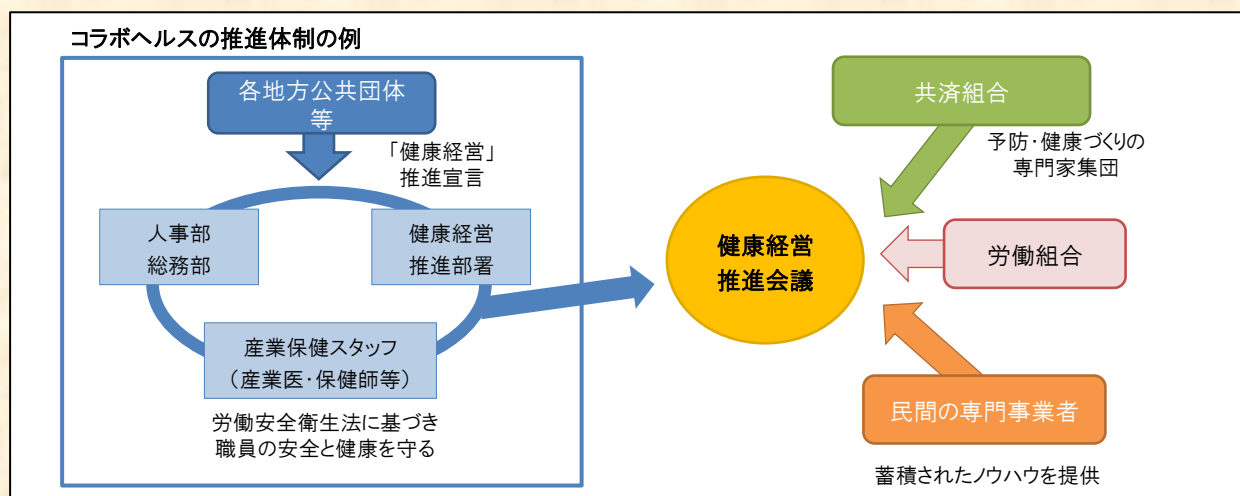 コラボヘルスの推進体制の例
各地方公共団体
等
「健康経営」
推進宣言
人事部
総務部
健康経営
推進部署
産業保健スタッフ
（産業医・保健師等）
労働安全衛生法に基づき
職員の安全と健康を守る
健康経営
推進会議
共済組合
予防・健康づくりの
専門家集団
労働組合
民間の専門事業者
蓄積されたノウハウを提供